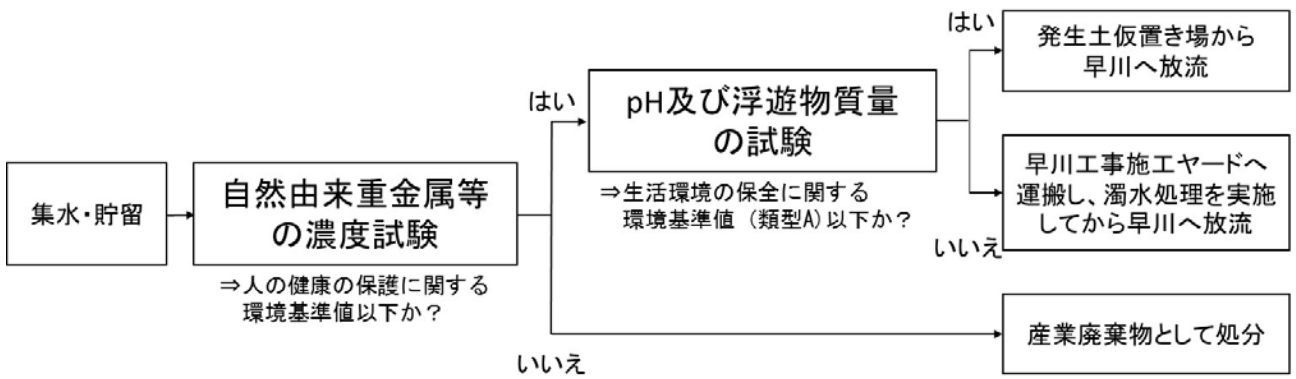 集水・貯留
自然由来重金属等
の濃度試験
⇒人の健康の保護に関する
環境基準値以下か？
はい
いいえ
pH及び浮遊物質量
の試験
⇒生活環境の保全に関する
環境基準値（類型A）以下か？
はい
いいえ
発生土仮置き場から
早川へ放流
早川工事施工ヤードへ
運搬し、濁水処理を実施
してから早川へ放流
産業廃棄物として処分